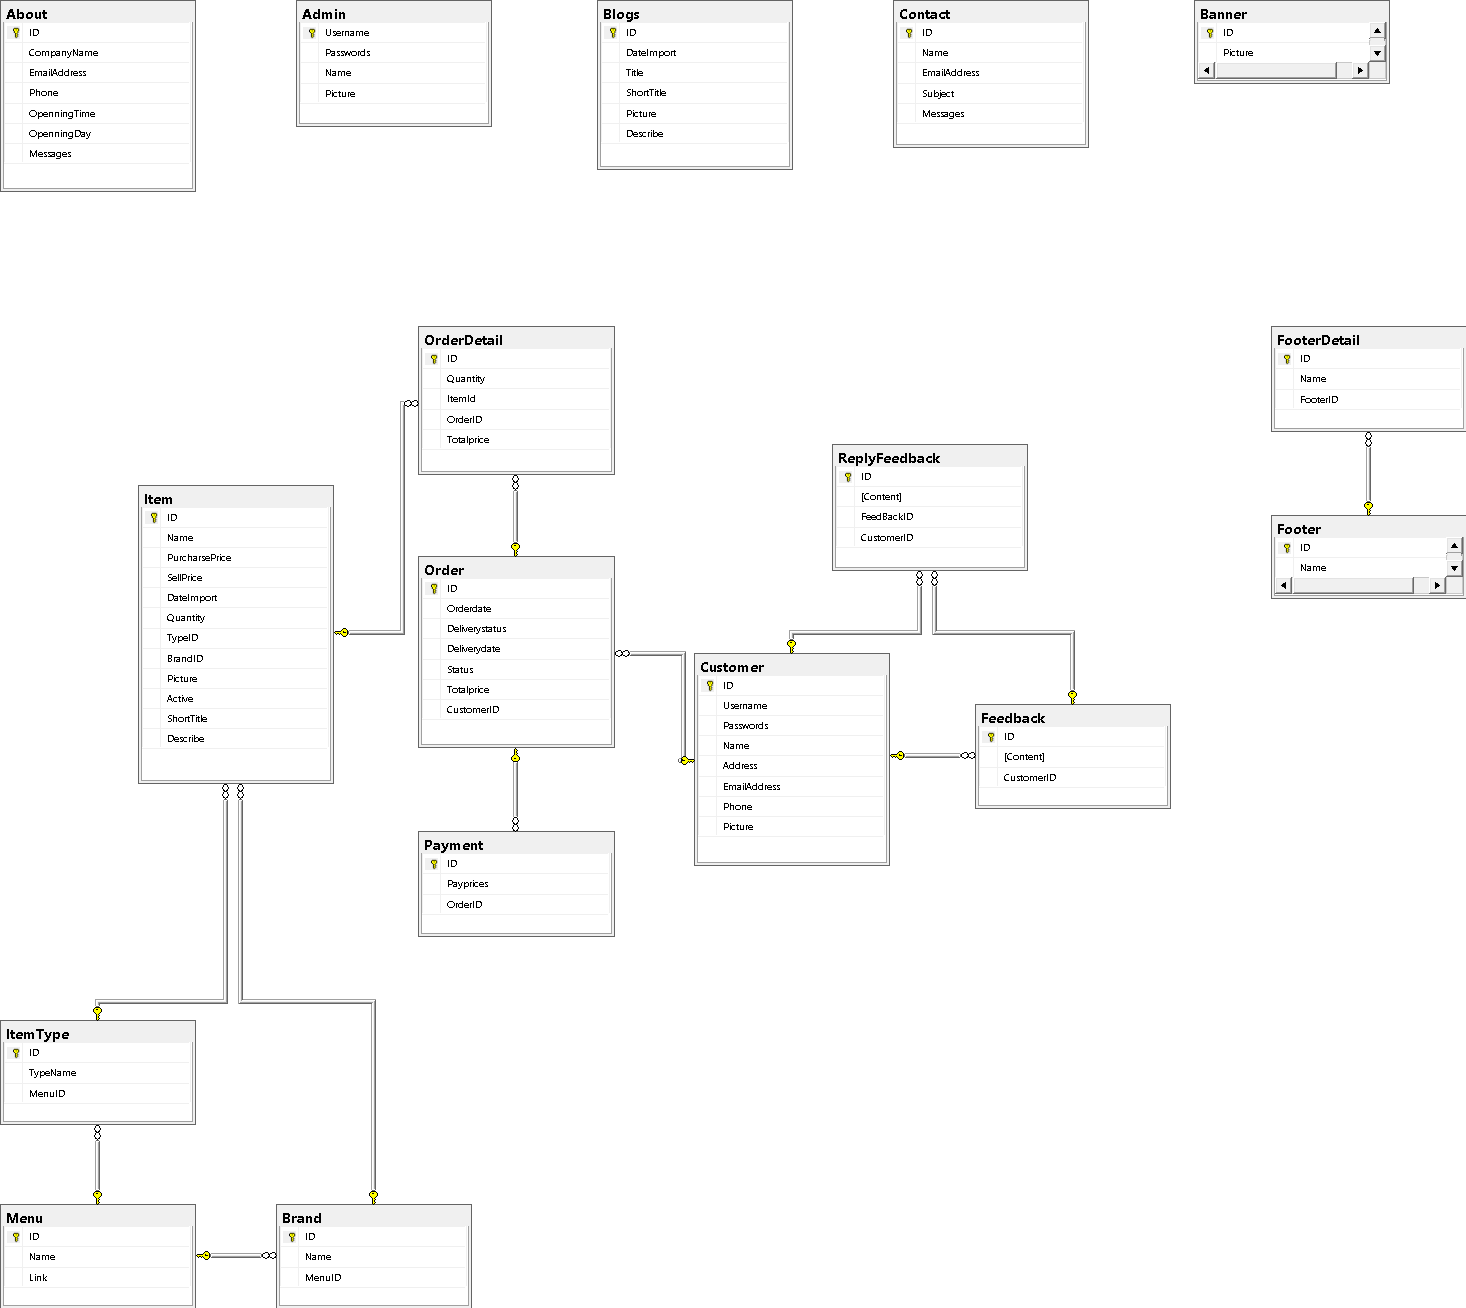 About
ID
CompanyName
EmailAddress
Phone
OpenningTime
OpenningDay
Messages
Admin
Username
Passwords
Name
Picture
Blogs
ID
DateImport
Title
ShortTitle
Picture
Describe
Contact
ID
Name
EmailAddress
Subject
Messages
Banner
ID
Picture
OrderDetail
ID
Quantity
ItemId
OrderID
Totalprice
FooterDetail
ID
Name
FooterID
ReplyFeedback
ID
[Content]
FeedBackID
CustomerID
Item
ID
Name
PurcharsePrice
SellPrice
DateImport
Quantity
TypeID
BrandID
Picture
Active
ShortTitle
Describe
Footer
ID
Name
Order
ID
Orderdate
Deliverystatus
Deliverydate
Status
Totalprice
CustomerID
Customer
ID
Username
Passwords
Name
Address
EmailAddress
Phone
Picture
Feedback
ID
[Content]
CustomerID
Payment
ID
Payprices
OrderID
ItemType
ID
TypeName
MenuID
Menu
ID
Name
Link
Brand
ID
Name
MenuID